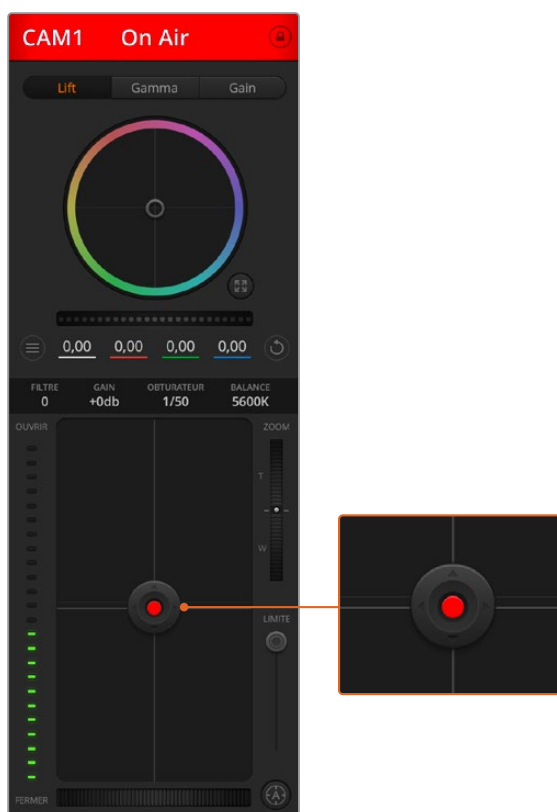 CAM1 On Air
Lift Gamma Gain
0,00 0,00 0,00 0,00
FILTRE GAIN OBTURATEUR BALANCE
0 +0db 1/50 5600K
OUVRIR ZOOM
T
W
LIMITE
FERMER A